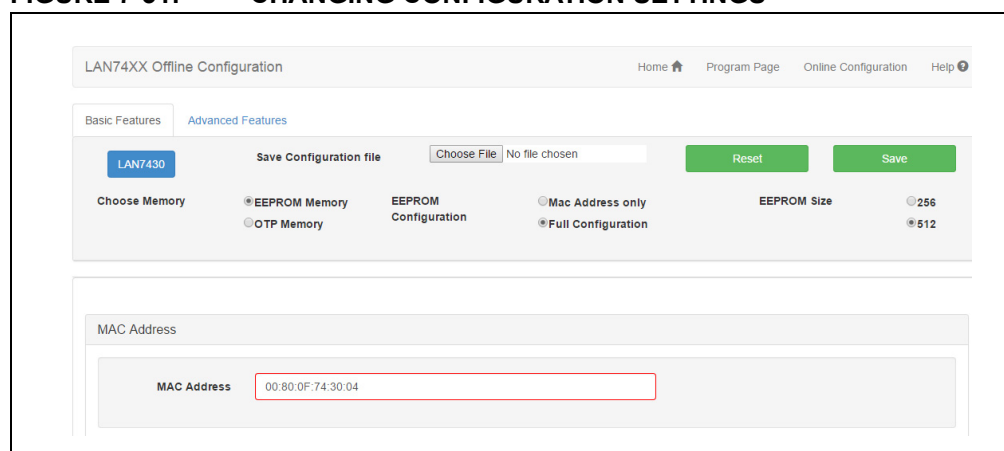 LAN74XX Offline Configuration Home Program Page Online Configuration Help
Basic Features Advanced Features
LAN7430 Save Configuration file Choose File No file chosen Reset Save
Choose Memory EEPROM Memory EEPROM Mac Address only EEPROM Size 256
OTP Memory Configuration Full Configuration 512
MAC Address
MAC Address 00:80:0F:74:30:04